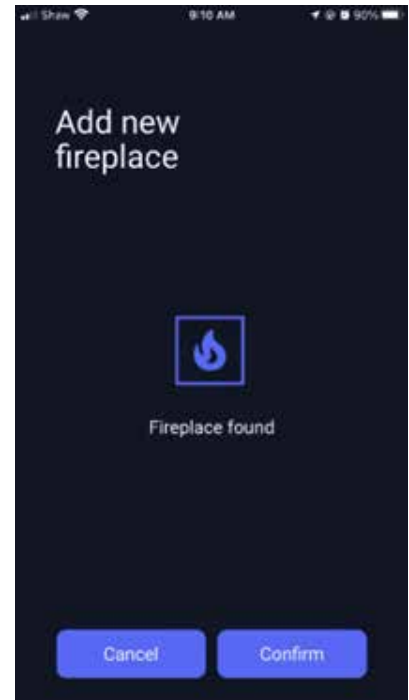 Shaw 9:10 AM 90%
Add new
fireplace
Fireplace found
Cancel Confirm